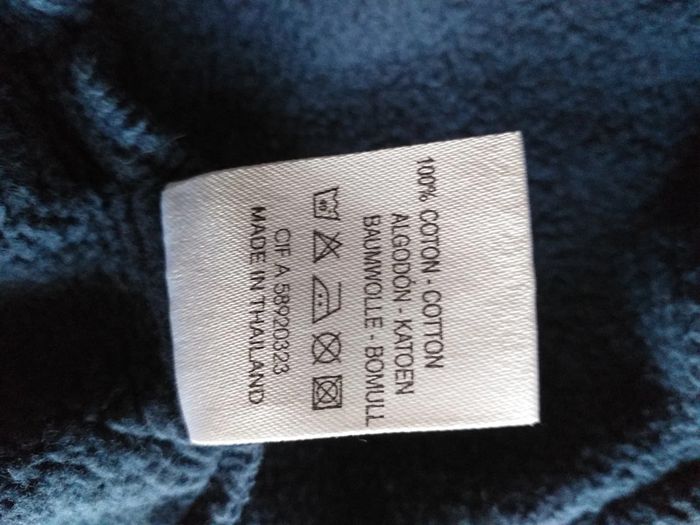 100% COTON - COTTON
ALGODÓN - KATOEN
BAUMWOLLE - BOMULL
CIF A 58920323
MADE IN THAILAND